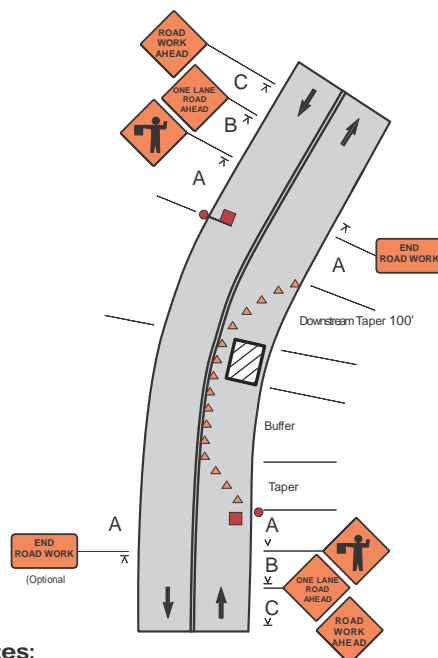 ROAD
WORK
AHEAD
C
ONE LANE
ROAD
AHEAD
B
A
A
END
ROAD WORK
Downstream Taper 100'
Buffer
Taper
A
END
ROAD WORK
(Optional
A
B
ONE LANE
ROAD
AHEAD
C
ROAD
WORK
AHEAD
tes: